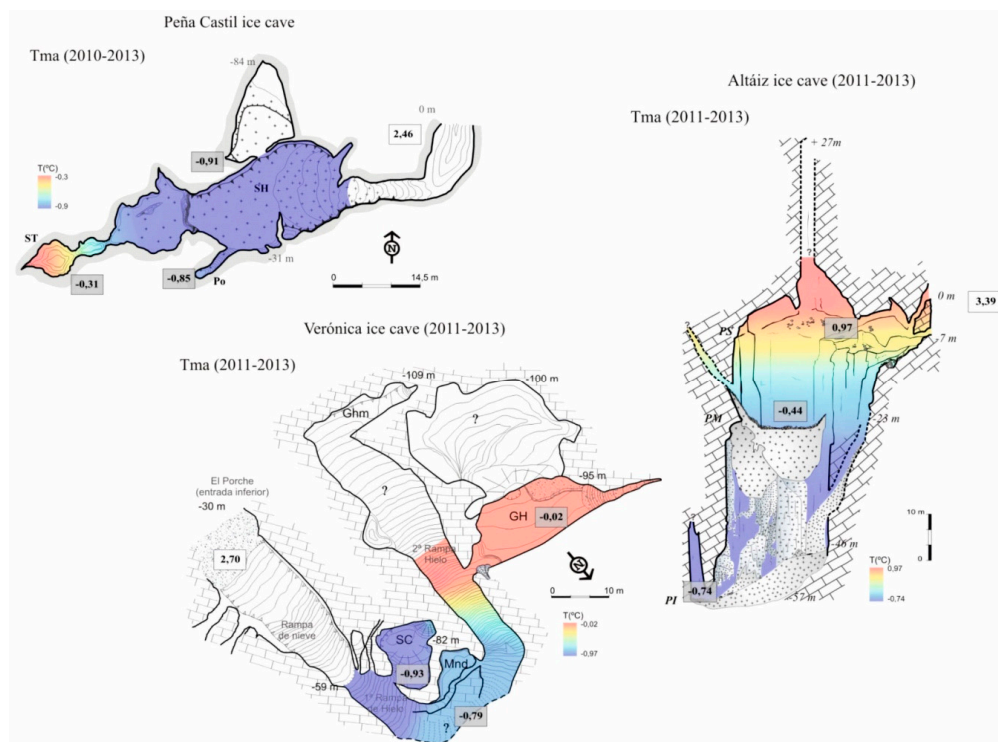 Peña Castil ice cave
Tma (2010-2013)
-84 m
0 m
2,46
-0,91
T(ºC)
-0.3
-0.9
SH
ST
-0,31
-0,85
Po
-31 m
N
0 14,5 m
Altáiz ice cave (2011-2013)
Tma (2011-2013)
+ 27m
?
0 m
3,39
PS
0,97
-7 m
?
-0,44
PM
-23 m
10 m
0
-46 m
T(ºC)
0,97
-0,74
-0,74
PI
-57 m
Verónica ice cave (2011-2013)
Tma (2011-2013)
-109 m
-100 m
Ghm
?
?
-95 m
El Porche
(entrada inferior)
-30 m
GH
-0,02
2,70
2ª Rampa
Hielo
N
0 10 m
T(ºC)
-0,02
-0,97
Rampa
de nieve
SC
-82 m
Mnd
-0,93
-59 m
1ª Rampa
de Hielo
-0,79
?